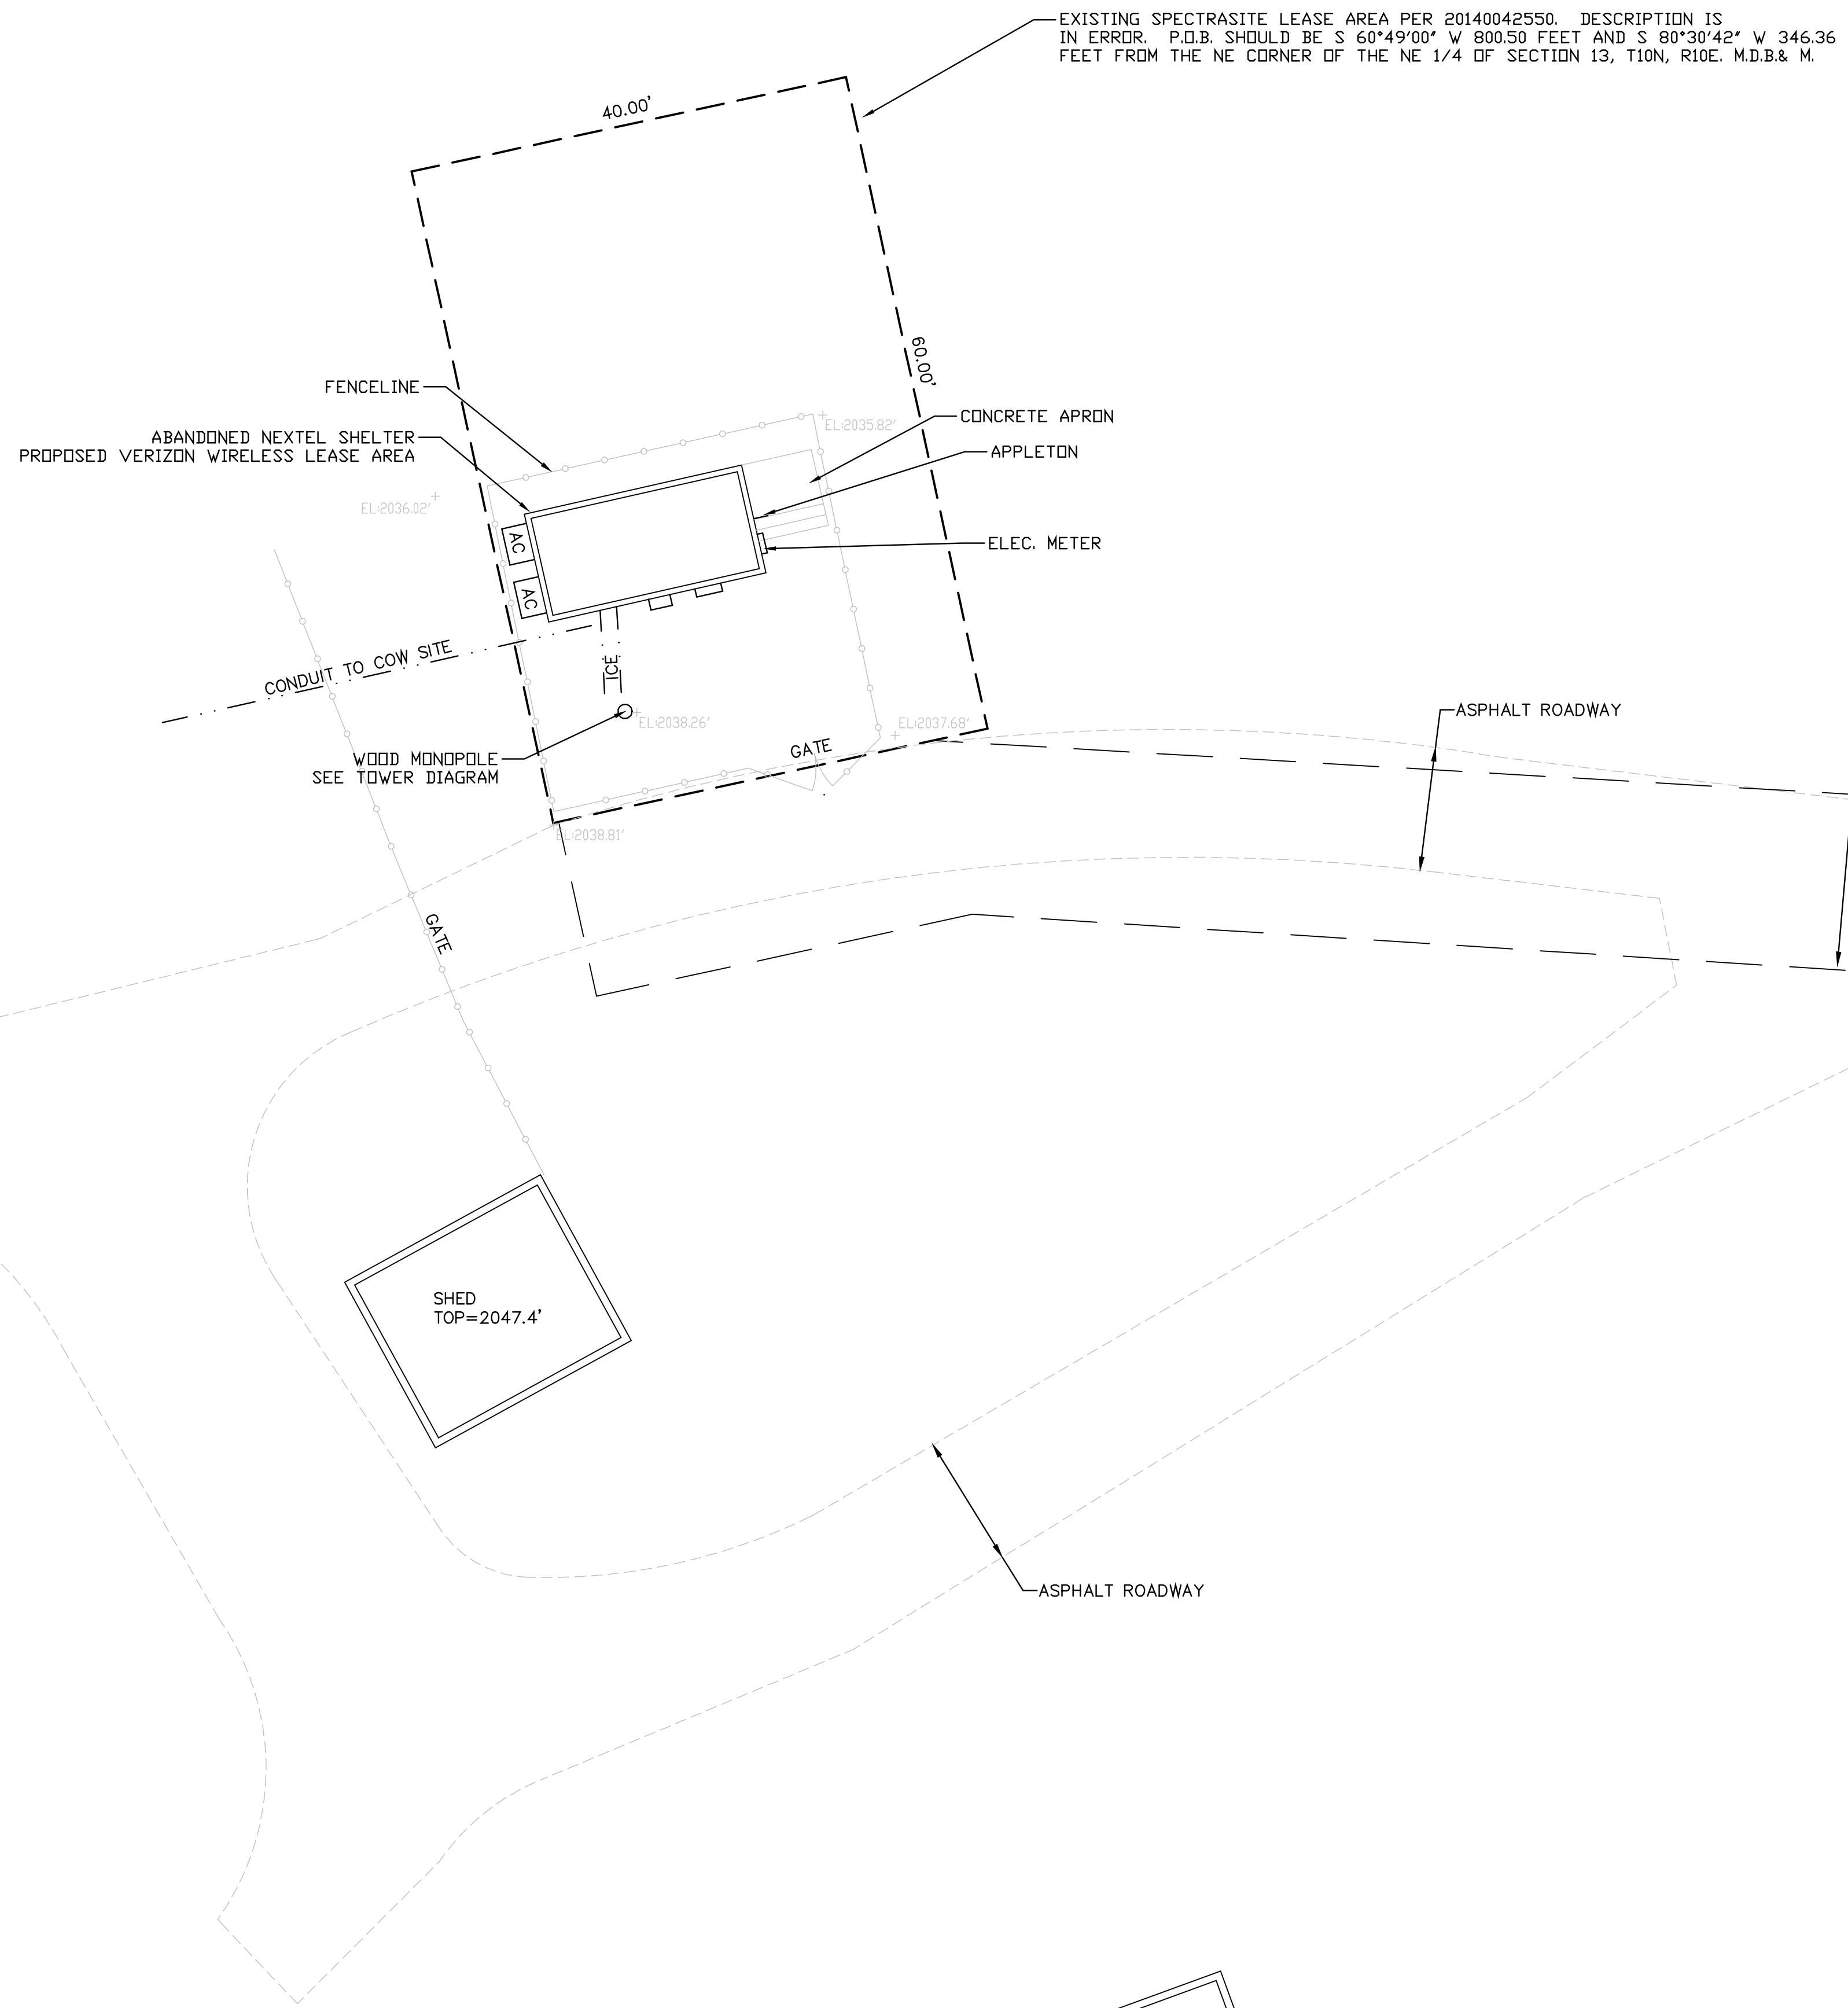 EXISTING SPECTRASITE LEASE AREA PER 20140042550. DESCRIPTION IS
IN ERROR. P.O.B. SHOULD BE S 60°49'00" W 800.50 FEET AND S 80°30'42" W 346.36
FEET FROM THE NE CORNER OF THE NE 1/4 OF SECTION 13, T10N, R10E. M.D.B.& M.
40.00'
60.00'
FENCELINE
CONCRETE APRON
EL:2035.82'
ABANDONED NEXTEL SHELTER
PROPOSED VERIZON WIRELESS LEASE AREA
APPLETON
EL:2036.02'
AC
ELEC. METER
AC
CONDUIT TO COW SITE
ICE
ASPHALT ROADWAY
EL:2038.26'
EL:2037.68'
GATE
WOOD MONOPOLE
SEE TOWER DIAGRAM
EL:2038.81'
GATE
SHED
TOP=2047.4'
ASPHALT ROADWAY